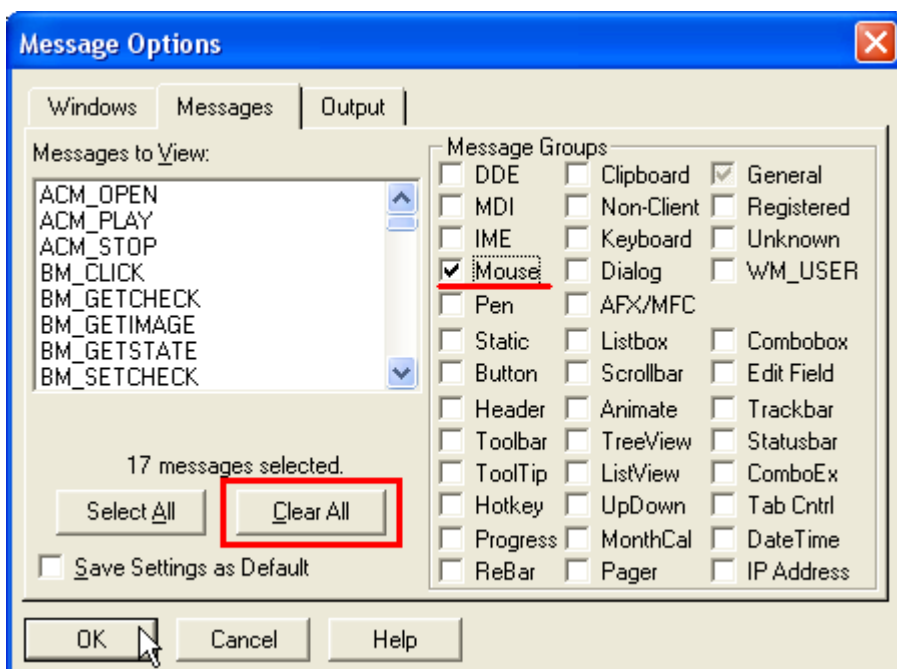 Message Options
Windows Messages Output
Messages to View:
ACM_OPEN
ACM_PLAY
ACM_STOP
BM_CLICK
BM_GETCHECK
BM_GETIMAGE
BM_GETSTATE
BM_SETCHECK
17 messages selected.
Select All Clear All
Save Settings as Default
Message Groups
DDE Clipboard General
MDI Non-Client Registered
IME Keyboard Unknown
Mouse Dialog WM_USER
Pen AFX/MFC
Static Listbox Combobox
Button Scrollbar Edit Field
Header Animate Trackbar
Toolbar TreeView Statusbar
ToolTip ListView ComboEx
Hotkey UpDown Tab Cntrl
Progress MonthCal DateTime
ReBar Pager IP Address
OK Cancel Help